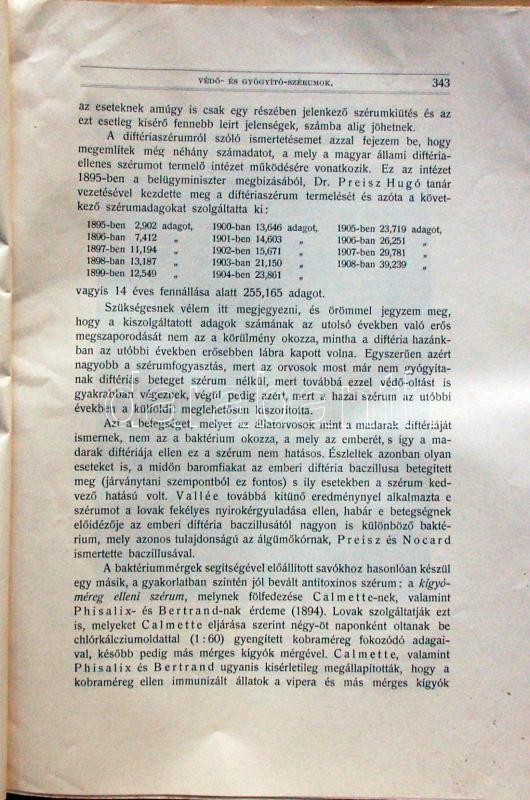 VÉDŐ- ÉS GYÓGYÍTÓ-SZÉRUMOK. 343
az eseteknek amúgy is csak egy részében jelenkező szérumkiütés és az
ezt esetleg kisérő fennebb leirt jelenségek, számba alig jöhetnek.
A diftériaszérumról szóló ismertetésemet azzal fejezem be, hogy
megemlítek még néhány számadatot, a mely a magyar állami diftéria-
ellenes szérumot termelő intézet működésére vonatkozik. Ez az intézet
1895-ben a belügyminiszter megbizásából, Dr. Preisz Hugó tanár
vezetésével kezdette meg a diftériaszérum termelését és azóta a követ-
kező szérumadagokat szolgáltatta ki:
1895-ben 2,902 adagot, 1900-ban 13,646 adagot, 1905-ben 23,719 adagot,
1896-ban 7,412 „ 1901-ben 14,603 „ 1906-ban 26,251 „
1897-ben 11,194 „ 1902-ben 15,671 „ 1907-ben 29,781 „
1898-ban 13,187 „ 1903-ban 21,150 „ 1908-ban 39,239 „
1899-ben 12,549 „ 1904-ben 23,861 „
vagyis 14 éves fennállása alatt 255,165 adagot.
Szükségesnek vélem itt megjegyezni, és örömmel jegyzem meg,
hogy a kiszolgáltatott adagok számának az utolsó években való erős
megszaporodását nem az a körülmény okozza, mintha a diftéria hazánk-
ban az utóbbi években erősebben lábra kapott volna. Egyszerűen azért
nagyobb a szérumfogyasztás, mert az orvosok most már nem gyógyíta-
nak diftériás beteget szérum nélkül, mert továbbá ezzel védő-oltást is
gyakrabban végeznek, végül pedig azért, mert a hazai szérum az utóbbi
években a külföldit meglehetősen kiszorította.
Azt a betegséget, melyet az állatorvosok mint a madarak diftériáját
ismernek, nem az a baktérium okozza, a mely az emberét, s így a ma-
darak diftériája ellen ez a szérum nem hatásos. Észleltek azonban olyan
eseteket is, a midőn baromfiakat az emberi diftéria baczillusa betegített
meg (járványtani szempontból ez fontos) s ily esetekben a szérum ked-
vező hatású volt. Vallée továbbá kitünő eredménynyel alkalmazta e
szérumot a lovak fekélyes nyirokérgyuladása ellen, habár e betegségnek
előidézője az emberi diftéria baczillusától nagyon is különböző bakté-
rium, mely azonos tulajdonságú az álgümőkórnak, Preisz és Nocard
ismertette baczillusával.
A baktériummérgek segítségével előállított savókhoz hasonlóan készül
egy másik, a gyakorlatban szintén jól bevált antitoxinos szérum: a kígyó-
méreg elleni szérum, melynek fölfedezése Calmette-nek, valamint
Phisalix- és Bertrand-nak érdeme (1894). Lovak szolgáltatják ezt
is, melyeket Calmette eljárása szerint négy-öt naponként oltanak be
chlórkálcziumoldattal (1:60) gyengített kobraméreg fokozódó adagai-
val, később pedig más mérges kígyók mérgével. Calmette, valamint
Phisalix és Bertrand ugyanis kisérletileg megállapították, hogy a
kobraméreg ellen immunizált állatok a vipera és más mérges kígyók